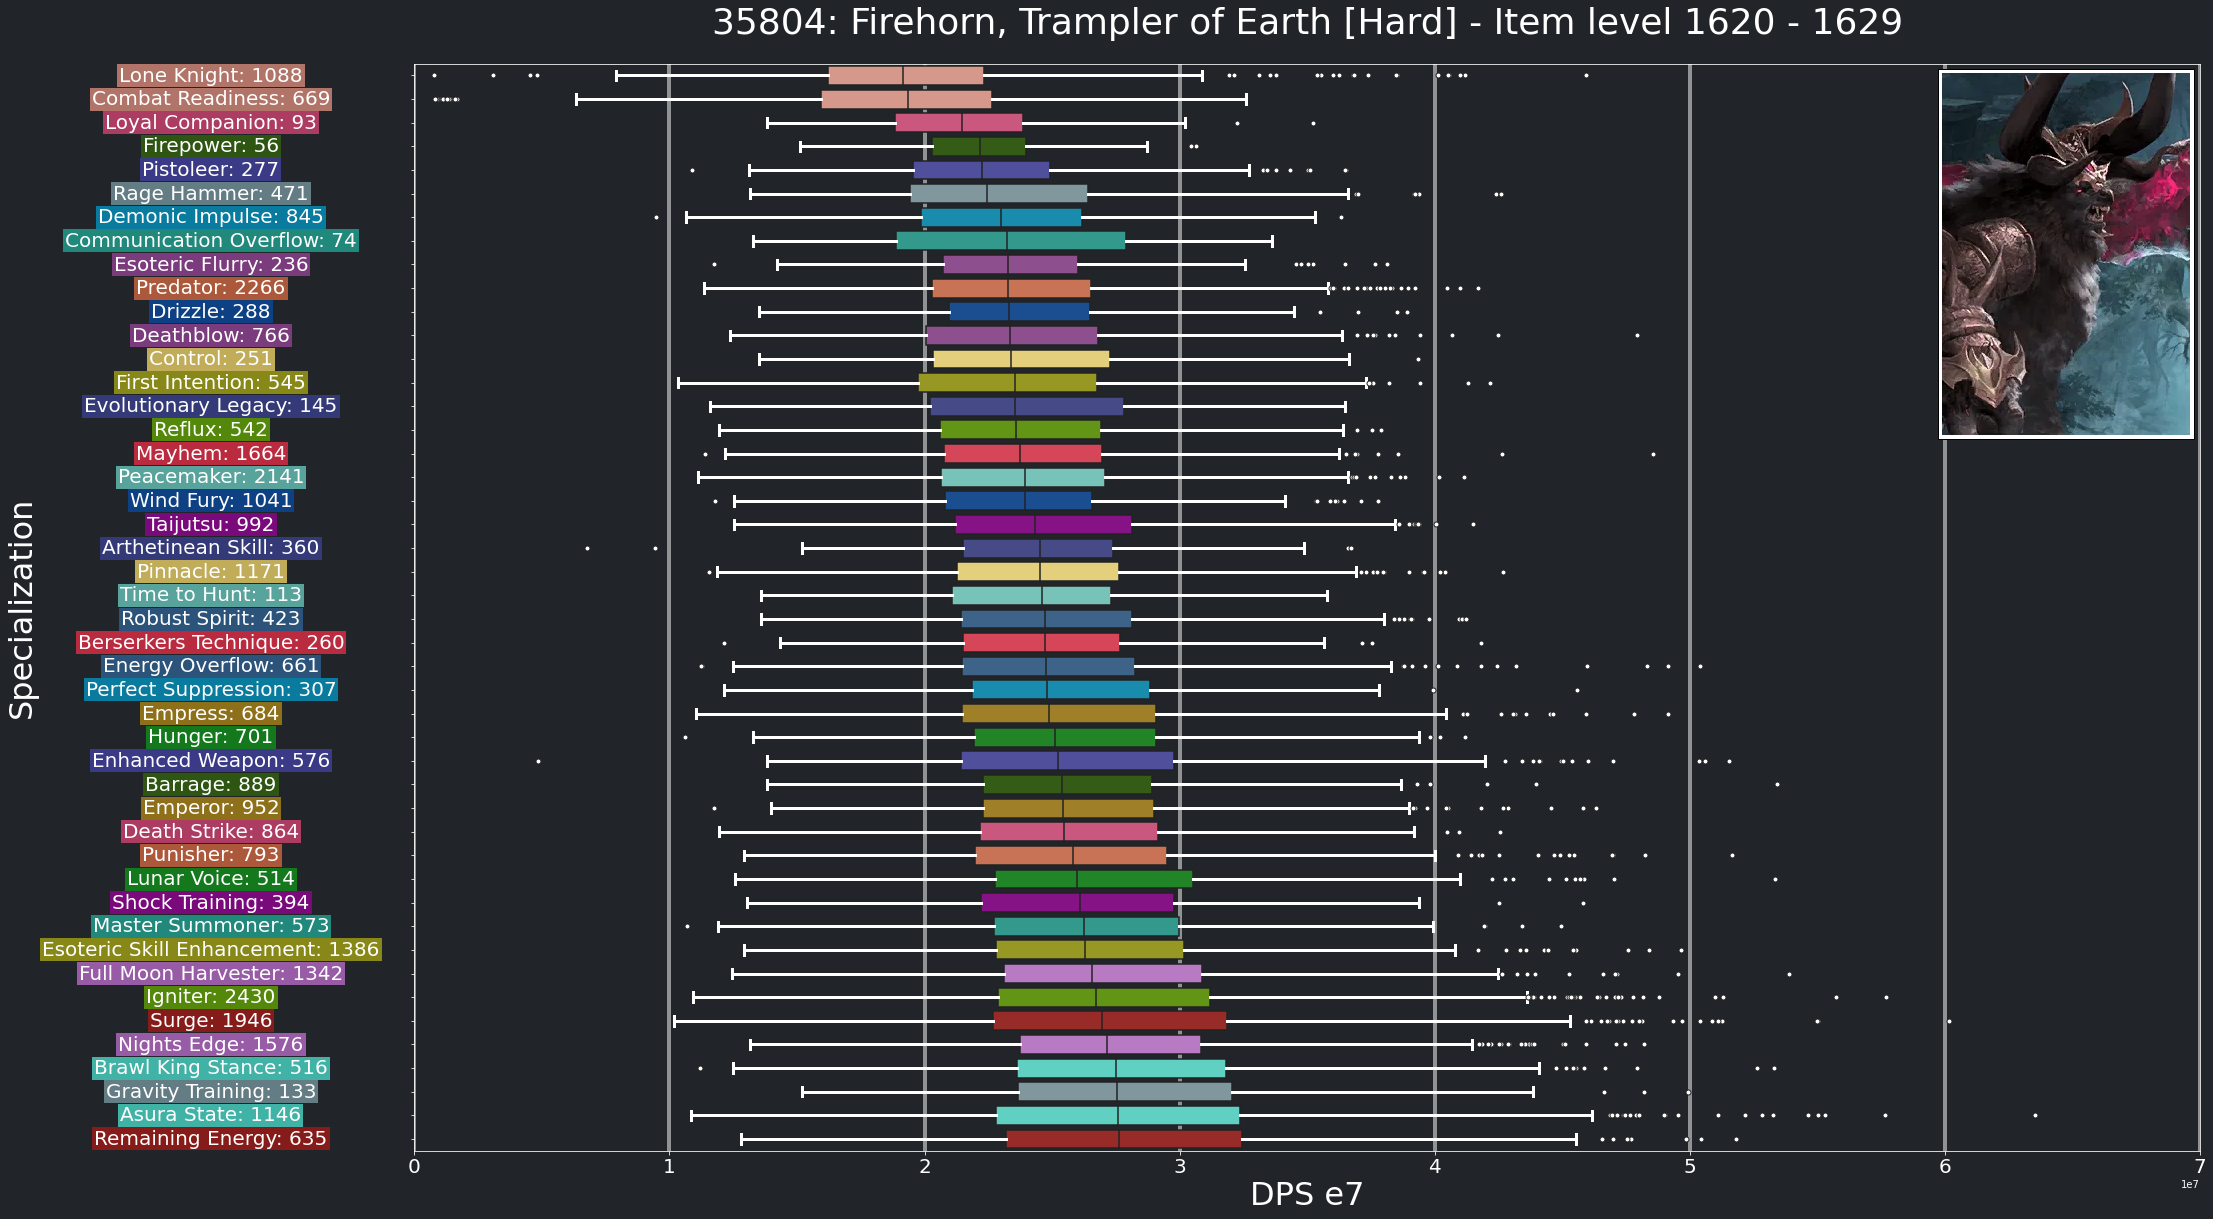 35804: Firehorn, Trampler of Earth [Hard] - Item level 1620 - 1629
Specialization
Lone Knight: 1088
Combat Readiness: 669
Loyal Companion: 93
Firepower: 56
Pistoleer: 277
Rage Hammer: 471
Demonic Impulse: 845
Communication Overflow: 74
Esoteric Flurry: 236
Predator: 2266
Drizzle: 288
Deathblow: 766
Control: 251
First Intention: 545
Evolutionary Legacy: 145
Reflux: 542
Mayhem: 1664
Peacemaker: 2141
Wind Fury: 1041
Taijutsu: 992
Arthetinean Skill: 360
Pinnacle: 1171
Time to Hunt: 113
Robust Spirit: 423
Berserkers Technique: 260
Energy Overflow: 661
Perfect Suppression: 307
Empress: 684
Hunger: 701
Enhanced Weapon: 576
Barrage: 889
Emperor: 952
Death Strike: 864
Punisher: 793
Lunar Voice: 514
Shock Training: 394
Master Summoner: 573
Esoteric Skill Enhancement: 1386
Full Moon Harvester: 1342
Igniter: 2430
Surge: 1946
Nights Edge: 1576
Brawl King Stance: 516
Gravity Training: 133
Asura State: 1146
Remaining Energy: 635
0 1 2 3 4 5 6 7
DPS e7
1e7